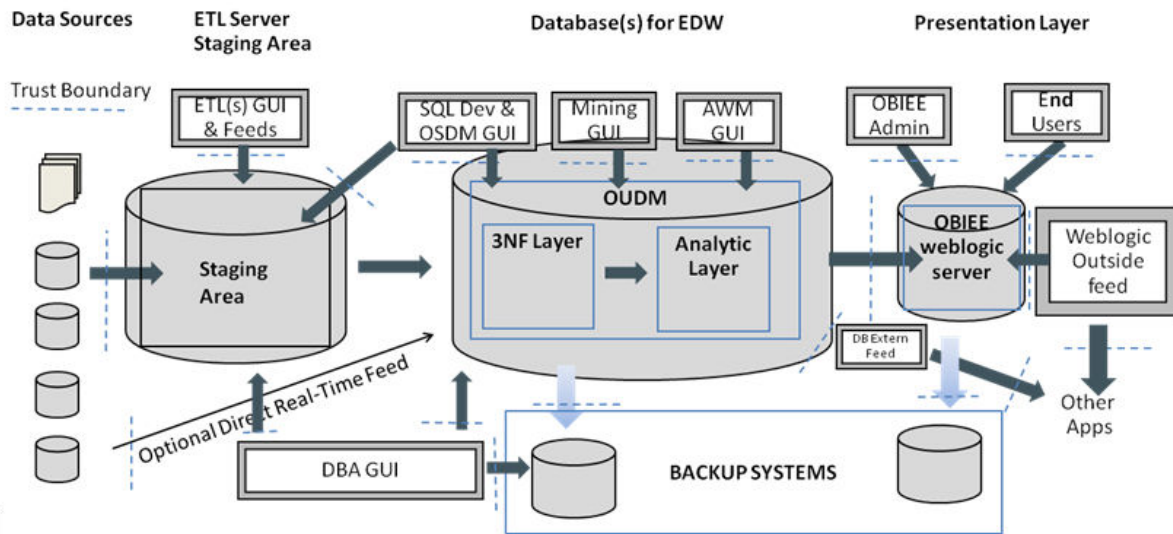 Data Sources
ETL Server
Staging Area
Database(s) for EDW
Presentation Layer
Trust Boundary
ETL(s) GUI
& Feeds
SQL Dev &
OSDM GUI
Mining
GUI
AWM
GUI
OBIEE
Admin
End
Users
OUDM
3NF Layer
Analytic
Layer
Staging
Area
OBIEE
weblogic
server
Weblogic
Outside
feed
DB Extern
Feed
Optional Direct Real-Time Feed
Other
Apps
DBA GUI
BACKUP SYSTEMS